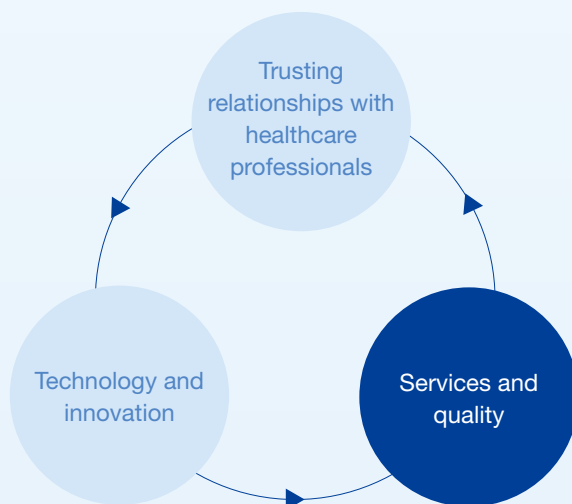 Trusting
relationships with
healthcare
professionals
Technology and
innovation
Services and
quality